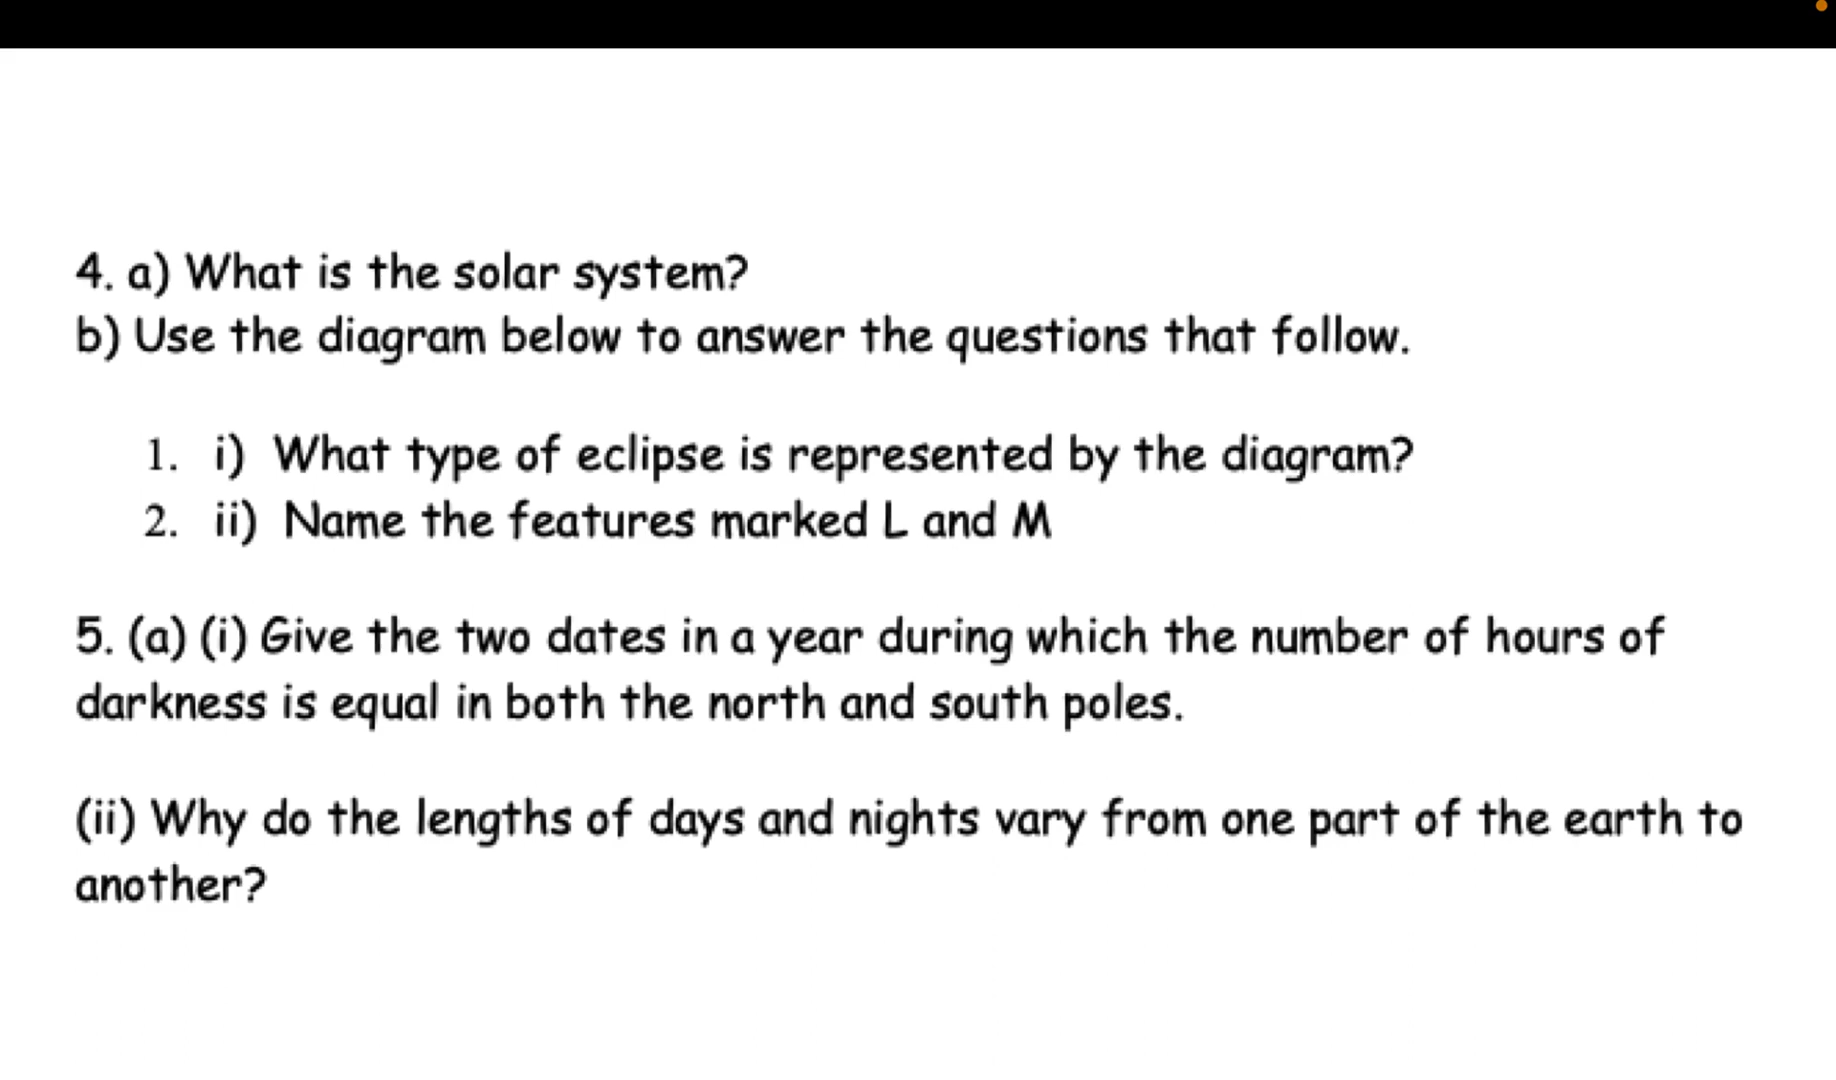 4. a) What is the solar system?
b) Use the diagram below to answer the questions that follow.
1. i) What type of eclipse is represented by the diagram?
2. ii) Name the features marked L and M
5. (a) (i) Give the two dates in a year during which the number of hours of
darkness is equal in both the north and south poles.
(ii) Why do the lengths of days and nights vary from one part of the earth to
another?